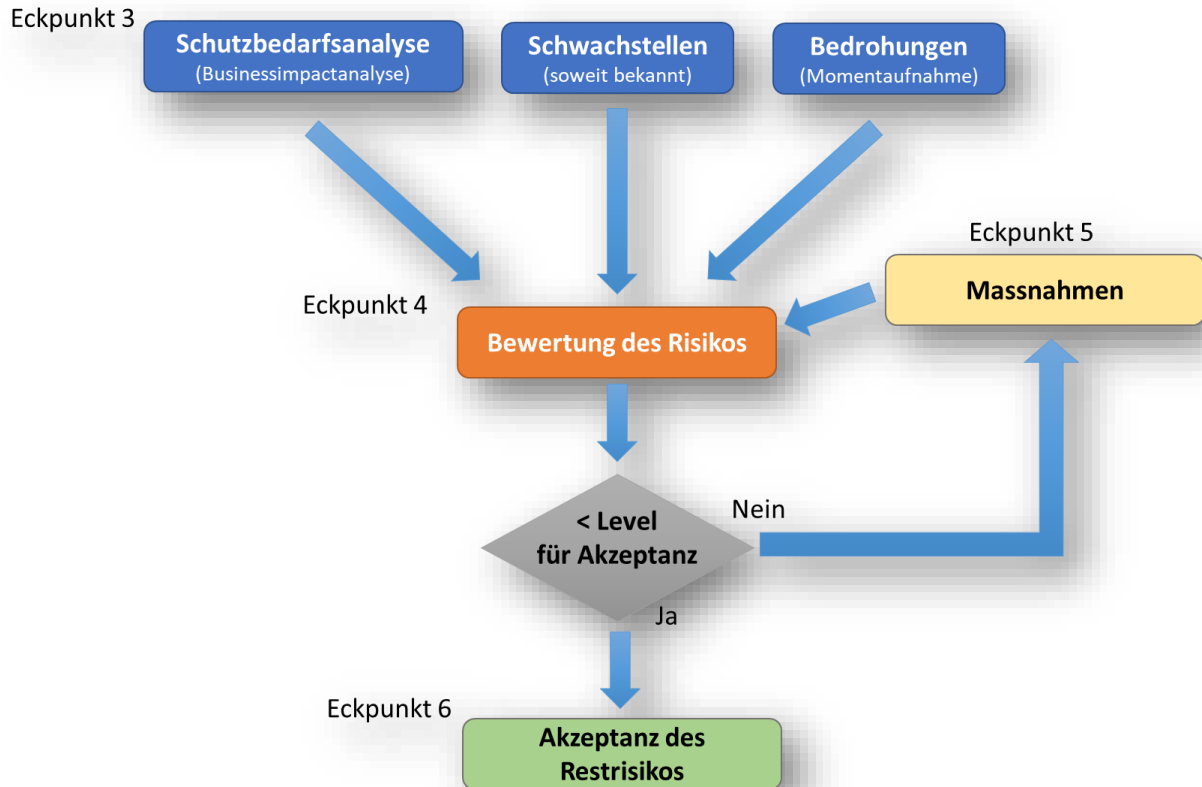 Eckpunkt 3
Schutzbedarfsanalyse
(Businessimpactanalyse)
Schwachstellen
(soweit bekannt)
Bedrohungen
(Momentaufnahme)
Eckpunkt 5
Massnahmen
Eckpunkt 4
Bewertung des Risikos
< Level
für Akzeptanz
Nein
Ja
Eckpunkt 6
Akzeptanz des
Restrisikos